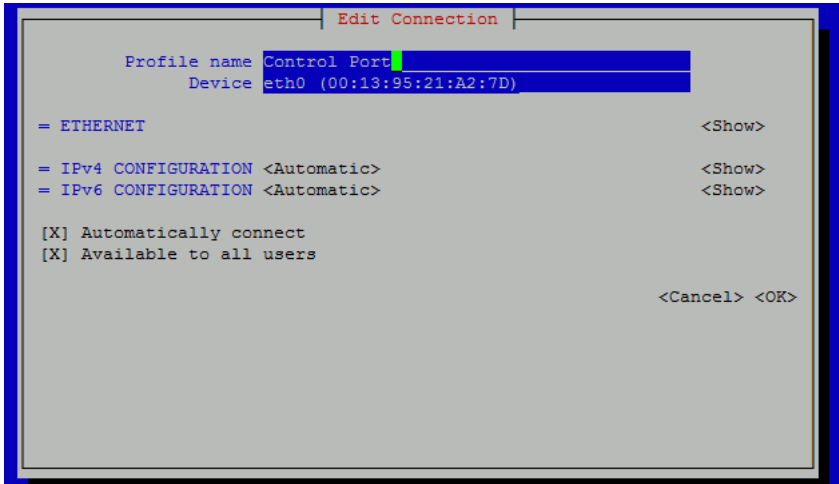 Edit Connection
Profile name Control Port
Device eth0 (00:13:95:21:A2:7D)
= ETHERNET <Show>
= IPv4 CONFIGURATION <Automatic> <Show>
= IPv6 CONFIGURATION <Automatic> <Show>
[X] Automatically connect
[X] Available to all users
<Cancel> <OK>